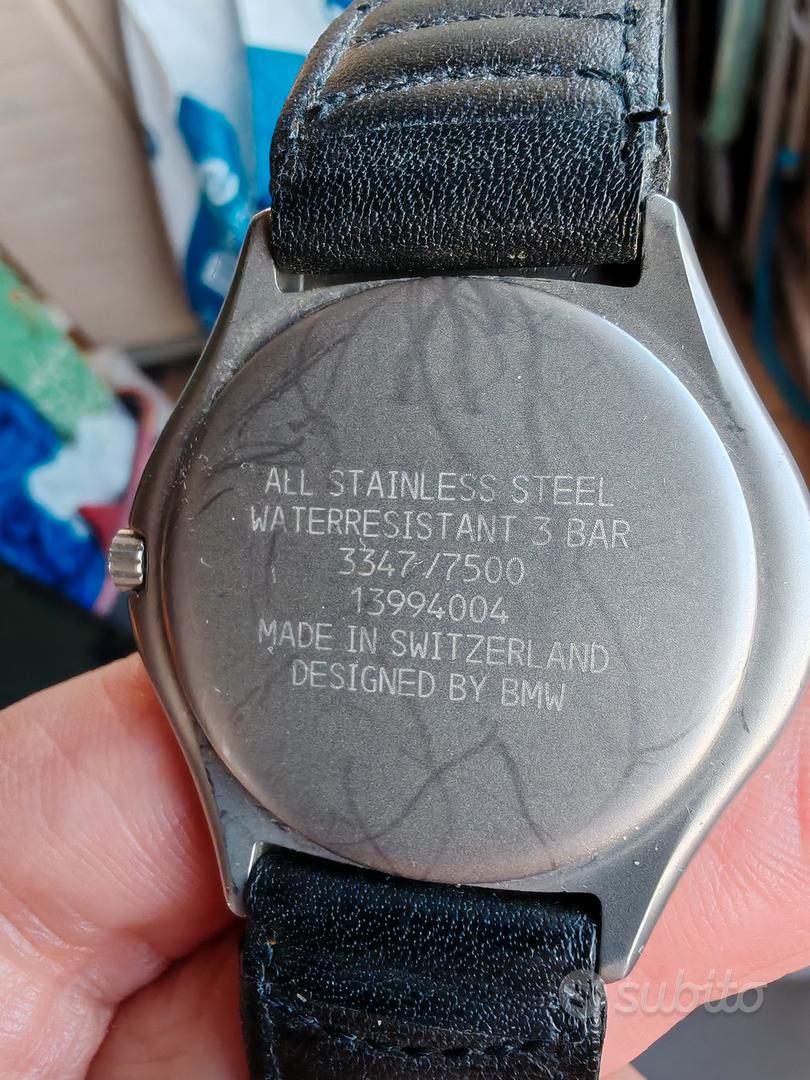 ALL STAINLESS STEEL
WATERRESISTANT 3 BAR
3347/7500
13994004
MADE IN SWITZERLAND
DESIGNED BY BMW
subito